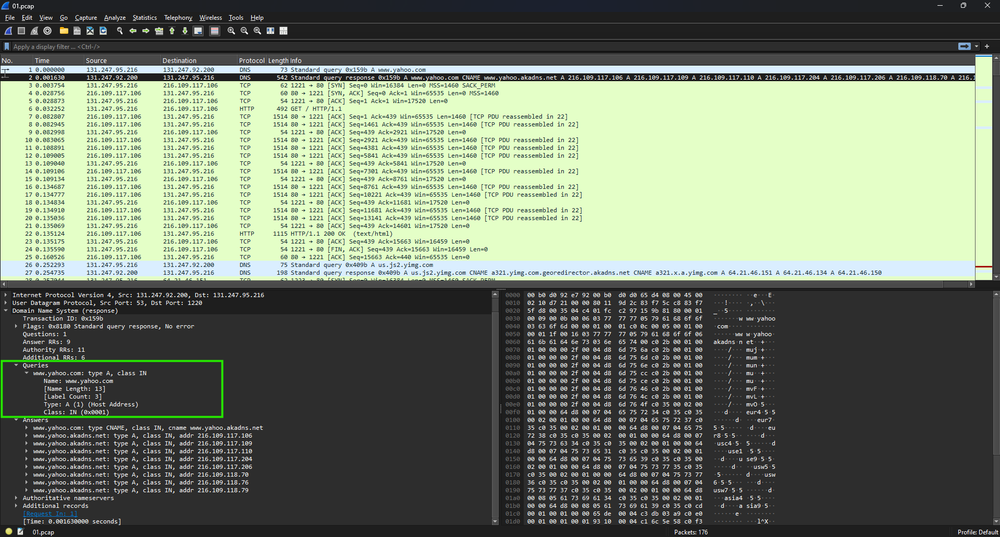 01.pcap
File Edit View Go Capture Analyze Statistics Telephony Wireless Tools Help
Apply a display filter ... <Ctrl-/>
No. Time Source Destination Protocol Length Info
1 0.000000 131.247.95.216 131.247.92.200 DNS 73 Standard query 0x159b A www.yahoo.com
2 0.001630 131.247.92.200 131.247.95.216 DNS 542 Standard query response 0x159b A www.yahoo.com CNAME www.yahoo.akadns.net A 216.109.117.106 A 216.109.117.109 A 216.109.117.110 A 216.109.117.204 A 216.109.117.206 A 216.109.118.70 A 216.1
3 0.003754 131.247.95.216 216.109.117.106 TCP 62 1221 → 80 [SYN] Seq=0 Win=16384 Len=0 MSS=1460 SACK_PERM
4 0.028756 216.109.117.106 131.247.95.216 TCP 60 80 → 1221 [SYN, ACK] Seq=0 Ack=1 Win=65535 Len=0 MSS=1460
5 0.028873 131.247.95.216 216.109.117.106 TCP 54 1221 → 80 [ACK] Seq=1 Ack=1 Win=17520 Len=0
6 0.032252 131.247.95.216 216.109.117.106 HTTP 492 GET / HTTP/1.1
7 0.082807 216.109.117.106 131.247.95.216 TCP 1514 80 → 1221 [ACK] Seq=1 Ack=439 Win=65535 Len=1460 [TCP PDU reassembled in 22]
8 0.082945 216.109.117.106 131.247.95.216 TCP 1514 80 → 1221 [ACK] Seq=1461 Ack=439 Win=65535 Len=1460 [TCP PDU reassembled in 22]
9 0.082998 131.247.95.216 216.109.117.106 TCP 54 1221 → 80 [ACK] Seq=439 Ack=2921 Win=17520 Len=0
10 0.083065 216.109.117.106 131.247.95.216 TCP 1514 80 → 1221 [ACK] Seq=2921 Ack=439 Win=65535 Len=1460 [TCP PDU reassembled in 22]
11 0.108891 216.109.117.106 131.247.95.216 TCP 1514 80 → 1221 [ACK] Seq=4381 Ack=439 Win=65535 Len=1460 [TCP PDU reassembled in 22]
12 0.109005 216.109.117.106 131.247.95.216 TCP 1514 80 → 1221 [ACK] Seq=5841 Ack=439 Win=65535 Len=1460 [TCP PDU reassembled in 22]
13 0.109040 131.247.95.216 216.109.117.106 TCP 54 1221 → 80 [ACK] Seq=439 Ack=5841 Win=17520 Len=0
14 0.109106 216.109.117.106 131.247.95.216 TCP 1514 80 → 1221 [ACK] Seq=7301 Ack=439 Win=65535 Len=1460 [TCP PDU reassembled in 22]
15 0.109134 131.247.95.216 216.109.117.106 TCP 54 1221 → 80 [ACK] Seq=439 Ack=8761 Win=17520 Len=0
16 0.134687 216.109.117.106 131.247.95.216 TCP 1514 80 → 1221 [ACK] Seq=8761 Ack=439 Win=65535 Len=1460 [TCP PDU reassembled in 22]
17 0.134777 216.109.117.106 131.247.95.216 TCP 1514 80 → 1221 [ACK] Seq=10221 Ack=439 Win=65535 Len=1460 [TCP PDU reassembled in 22]
18 0.134834 131.247.95.216 216.109.117.106 TCP 54 1221 → 80 [ACK] Seq=439 Ack=11681 Win=17520 Len=0
19 0.134910 216.109.117.106 131.247.95.216 TCP 1514 80 → 1221 [ACK] Seq=11681 Ack=439 Win=65535 Len=1460 [TCP PDU reassembled in 22]
20 0.135036 216.109.117.106 131.247.95.216 TCP 1514 80 → 1221 [ACK] Seq=13141 Ack=439 Win=65535 Len=1460 [TCP PDU reassembled in 22]
21 0.135069 131.247.95.216 216.109.117.106 TCP 54 1221 → 80 [ACK] Seq=439 Ack=14601 Win=17520 Len=0
22 0.135124 216.109.117.106 131.247.95.216 HTTP 1115 HTTP/1.1 200 OK (text/html)
23 0.135175 131.247.95.216 216.109.117.106 TCP 54 1221 → 80 [ACK] Seq=439 Ack=15663 Win=16459 Len=0
24 0.135590 131.247.95.216 216.109.117.106 TCP 54 1221 → 80 [FIN, ACK] Seq=439 Ack=15663 Win=16459 Len=0
25 0.160526 216.109.117.106 131.247.95.216 TCP 60 80 → 1221 [ACK] Seq=15663 Ack=440 Win=65535 Len=0
26 0.252293 131.247.95.216 131.247.92.200 DNS 75 Standard query 0x409b A us.js2.yimg.com
27 0.254735 131.247.92.200 131.247.95.216 DNS 198 Standard query response 0x409b A us.js2.yimg.com CNAME a321.yimg.com.georedirector.akadns.net CNAME a321.x.a.yimg.com A 64.21.46.151 A 64.21.46.134 A 64.21.46.150
28 0.257044 131.247.95.216 64.21.46.151 TCP 62 1223 → 80 [SYN] Seq=0 Win=16384 Len=0 MSS=1460 SACK_PERM
Internet Protocol Version 4, Src: 131.247.92.200, Dst: 131.247.95.216
User Datagram Protocol, Src Port: 53, Dst Port: 1220
Domain Name System (response)
Transaction ID: 0x159b
Flags: 0x8180 Standard query response, No error
Questions: 1
Answer RRs: 9
Authority RRs: 11
Additional RRs: 6
Queries
www.yahoo.com: type A, class IN
Name: www.yahoo.com
[Name Length: 13]
[Label Count: 3]
Type: A (1) (Host Address)
Class: IN (0x0001)
Answers
www.yahoo.com: type CNAME, class IN, cname www.yahoo.akadns.net
www.yahoo.akadns.net: type A, class IN, addr 216.109.117.106
www.yahoo.akadns.net: type A, class IN, addr 216.109.117.109
www.yahoo.akadns.net: type A, class IN, addr 216.109.117.110
www.yahoo.akadns.net: type A, class IN, addr 216.109.117.204
www.yahoo.akadns.net: type A, class IN, addr 216.109.117.206
www.yahoo.akadns.net: type A, class IN, addr 216.109.118.70
www.yahoo.akadns.net: type A, class IN, addr 216.109.118.76
www.yahoo.akadns.net: type A, class IN, addr 216.109.118.79
Authoritative nameservers
Additional records
[Request In: 1]
[Time: 0.001630000 seconds]
0000 00 b0 d0 92 e7 92 00 b0 d0 d0 65 d4 08 00 45 00 ··········e···E·
0010 02 10 d7 21 00 00 80 11 9d 2c 83 f7 5c c8 83 f7 ···!·····,··\···
0020 5f d8 00 35 04 c4 01 fc c2 97 15 9b 81 80 00 01 _··5············
0030 00 09 00 0b 00 06 03 77 77 77 05 79 61 68 6f 6f ·······www·yahoo
0040 03 63 6f 6d 00 00 01 00 01 c0 0c 00 05 00 01 00 ·com············
0050 00 01 1f 00 16 03 77 77 77 05 79 61 68 6f 6f 06 ······www·yahoo·
0060 61 6b 61 64 6e 73 03 6e 65 74 00 c0 2b 00 01 00 akadns·net··+···
0070 01 00 00 00 2f 00 04 d8 6d 75 6a c0 2b 00 01 00 ····/···muj·+···
0080 01 00 00 00 2f 00 04 d8 6d 75 6d c0 2b 00 01 00 ····/···mum·+···
0090 01 00 00 00 2f 00 04 d8 6d 75 6e c0 2b 00 01 00 ····/···mun·+···
00a0 01 00 00 00 2f 00 04 d8 6d 75 cc c0 2b 00 01 00 ····/···mu··+···
00b0 01 00 00 00 2f 00 04 d8 6d 75 ce c0 2b 00 01 00 ····/···mu··+···
00c0 01 00 00 00 2f 00 04 d8 6d 76 46 c0 2b 00 01 00 ····/···mvF·+···
00d0 01 00 00 00 2f 00 04 d8 6d 76 4c c0 2b 00 01 00 ····/···mvL·+···
00e0 01 00 00 00 2f 00 04 d8 6d 76 4f c0 35 00 02 00 ····/···mvO·5···
00f0 01 00 00 64 d8 00 07 04 65 75 72 34 c0 35 c0 35 ···d····eur4·5·5
0100 00 02 00 01 00 00 64 d8 00 07 04 65 75 72 37 c0 ······d····eur7·
0110 35 c0 35 00 02 00 01 00 00 64 d8 00 07 04 65 75 5·5······d····eu
0120 72 38 c0 35 c0 35 00 02 00 01 00 00 64 d8 00 07 r8·5·5······d···
0130 04 75 73 63 34 c0 35 c0 35 00 02 00 01 00 00 64 ·usc4·5·5······d
0140 d8 00 07 04 75 73 65 31 c0 35 c0 35 00 02 00 01 ····use1·5·5····
0150 00 00 64 d8 00 07 04 75 73 65 39 c0 35 c0 35 00 ··d····use9·5·5·
0160 02 00 01 00 00 64 d8 00 07 04 75 73 77 35 c0 35 ·····d····usw5·5
0170 c0 35 00 02 00 01 00 00 64 d8 00 07 04 75 73 77 ·5······d····usw
0180 36 c0 35 c0 35 00 02 00 01 00 00 64 d8 00 07 04 6·5·5······d····
0190 75 73 77 37 c0 35 c0 35 00 02 00 01 00 00 64 d8 usw7·5·5······d·
01a0 00 08 05 61 73 69 61 34 c0 35 c0 35 00 02 00 01 ···asia4·5·5····
01b0 00 00 64 d8 00 08 05 61 73 69 61 39 c0 35 c0 cd ··d····asia9·5··
01c0 00 01 00 01 00 00 65 de 00 04 c3 db 03 a9 c0 e0 ······e·········
01d0 00 01 00 01 00 01 93 10 00 04 c1 6c 5e 58 c0 f3 ···········l^X··
01.pcap
Packets: 176
Profile: Default